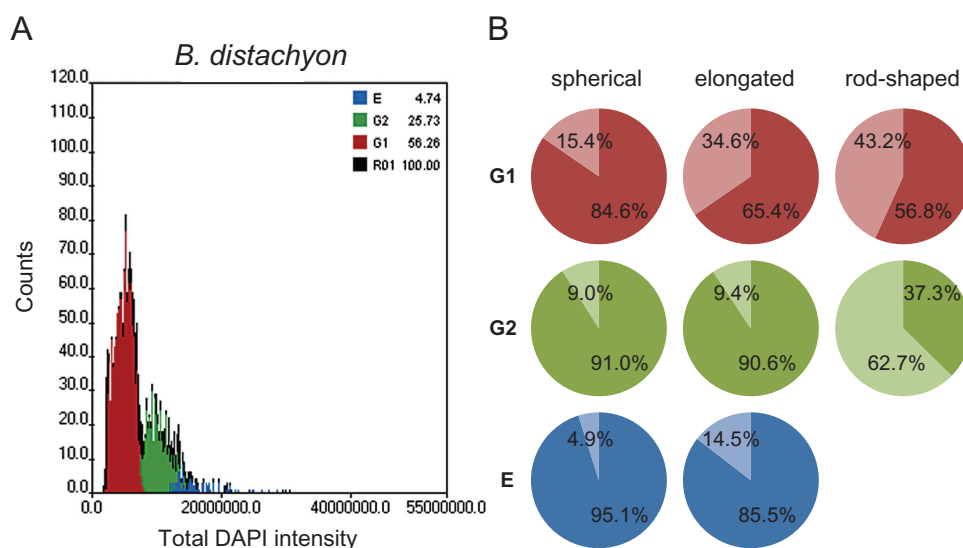 A
B. distachyon
120.0
110.0
100.0
90.0
80.0
70.0
60.0
50.0
40.0
30.0
20.0
10.0
0.0
Counts
E 4.74
G2 25.73
G1 56.26
R01 100.00
0.0 20000000.0 40000000.0 55000000.0
Total DAPI intensity
B
spherical elongated rod-shaped
G1
15.4% 34.6% 43.2%
84.6% 65.4% 56.8%
G2
9.0% 9.4% 37.3%
91.0% 90.6% 62.7%
E
4.9% 14.5%
95.1% 85.5%